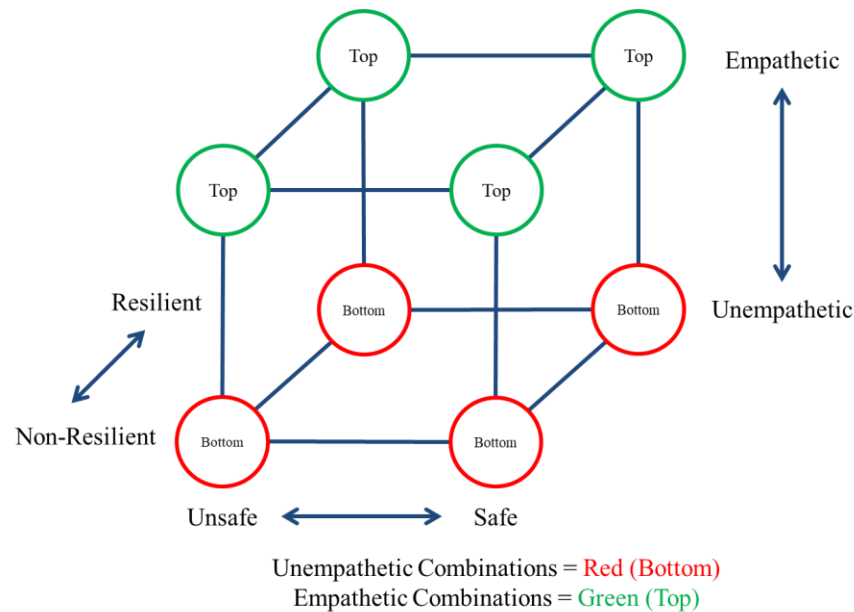 Top
Top
Empathetic
Top
Top
Resilient
Bottom
Bottom
Unempathetic
Non-Resilient
Bottom
Bottom
Unsafe
Safe
Unempathetic Combinations = Red (Bottom)
Empathetic Combinations = Green (Top)